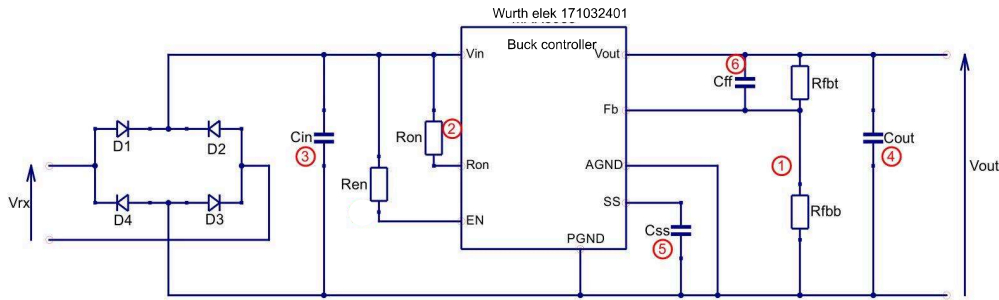 Wurth elek 171032401
Buck controller
Vin
Vout
6
Cff
Rfbt
D1
D2
Cin
3
Ron
2
Fb
Cout
4
Ron
AGND
1
Vout
Vrx
D4
D3
Ren
EN
SS
Rfbb
Css
5
PGND